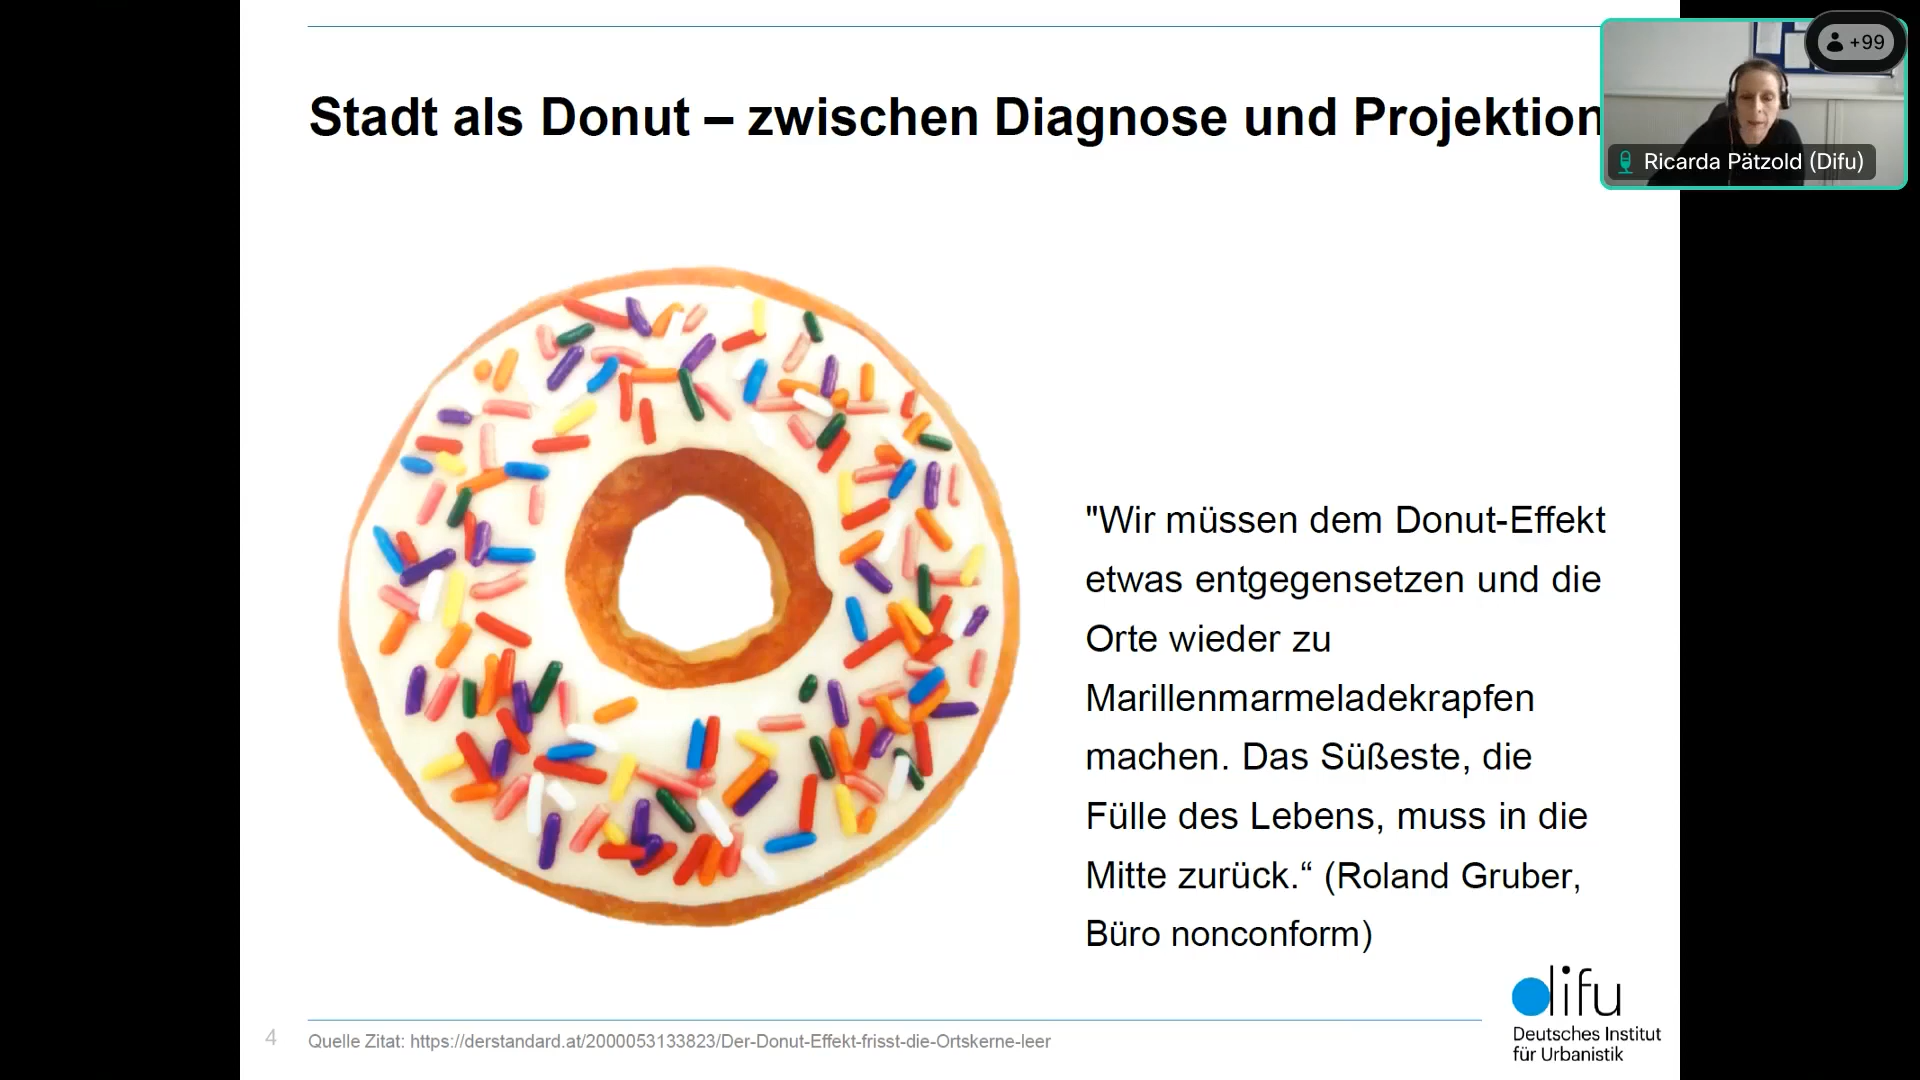 Stadt als Donut – zwischen Diagnose und Projektion
+99
Ricarda Pätzold (Difu)
"Wir müssen dem Donut-Effekt
etwas entgegensetzen und die
Orte wieder zu
Marillenmarmeladekrapfen
machen. Das Süßeste, die
Fülle des Lebens, muss in die
Mitte zurück.“ (Roland Gruber,
Büro nonconform)
difu
Deutsches Institut
für Urbanistik
4
Quelle Zitat: https://derstandard.at/2000053133823/Der-Donut-Effekt-frisst-die-Ortskerne-leer